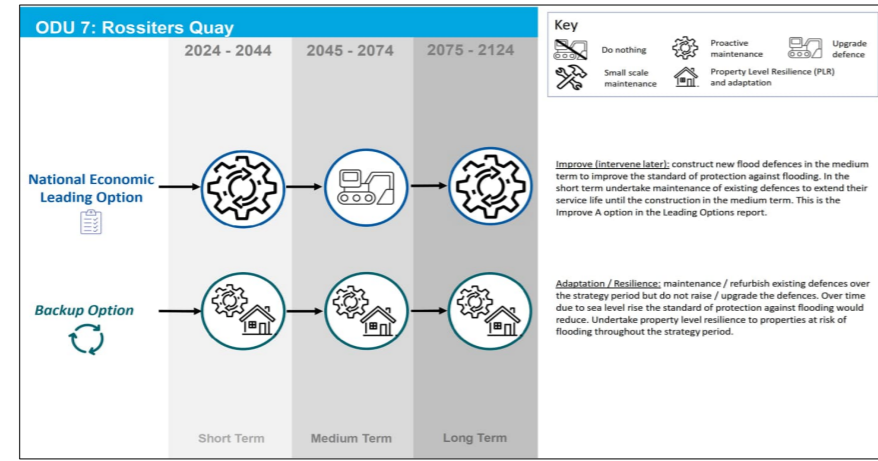 ODU 7: Rossiters Quay
2024 - 2044
2045 - 2074
2075 - 2124
Key
Do nothing
Proactive
maintenance
Upgrade
defence
Small scale
maintenance
Property Level Resilience (PLR)
and adaptation
National Economic
Leading Option
Improve (intervene later): construct new flood defences in the medium
term to improve the standard of protection against flooding. In the
short term undertake maintenance of existing defences to extend their
service life until the construction in the medium term. This is the
Improve A option in the Leading Options report.
Backup Option
Adaptation / Resilience: maintenance / refurbish existing defences over
the strategy period but do not raise / upgrade the defences. Over time
due to sea level rise the standard of protection against flooding would
reduce. Undertake property level resilience to properties at risk of
flooding throughout the strategy period.
Short Term
Medium Term
Long Term